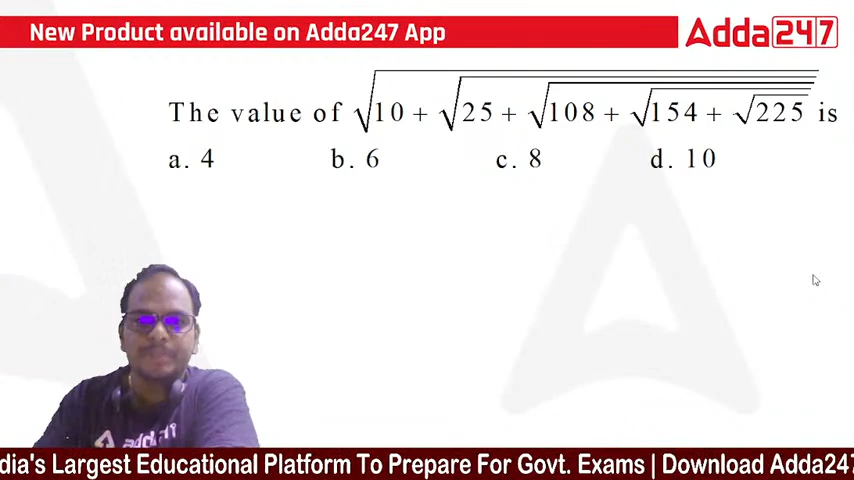 New Product available on Adda247 App
Adda247
The value of √10 + √25 + √108 + √154 + √225 is
a. 4 b. 6 c. 8 d. 10
adda
dia's Largest Educational Platform To Prepare For Govt. Exams | Download Adda247